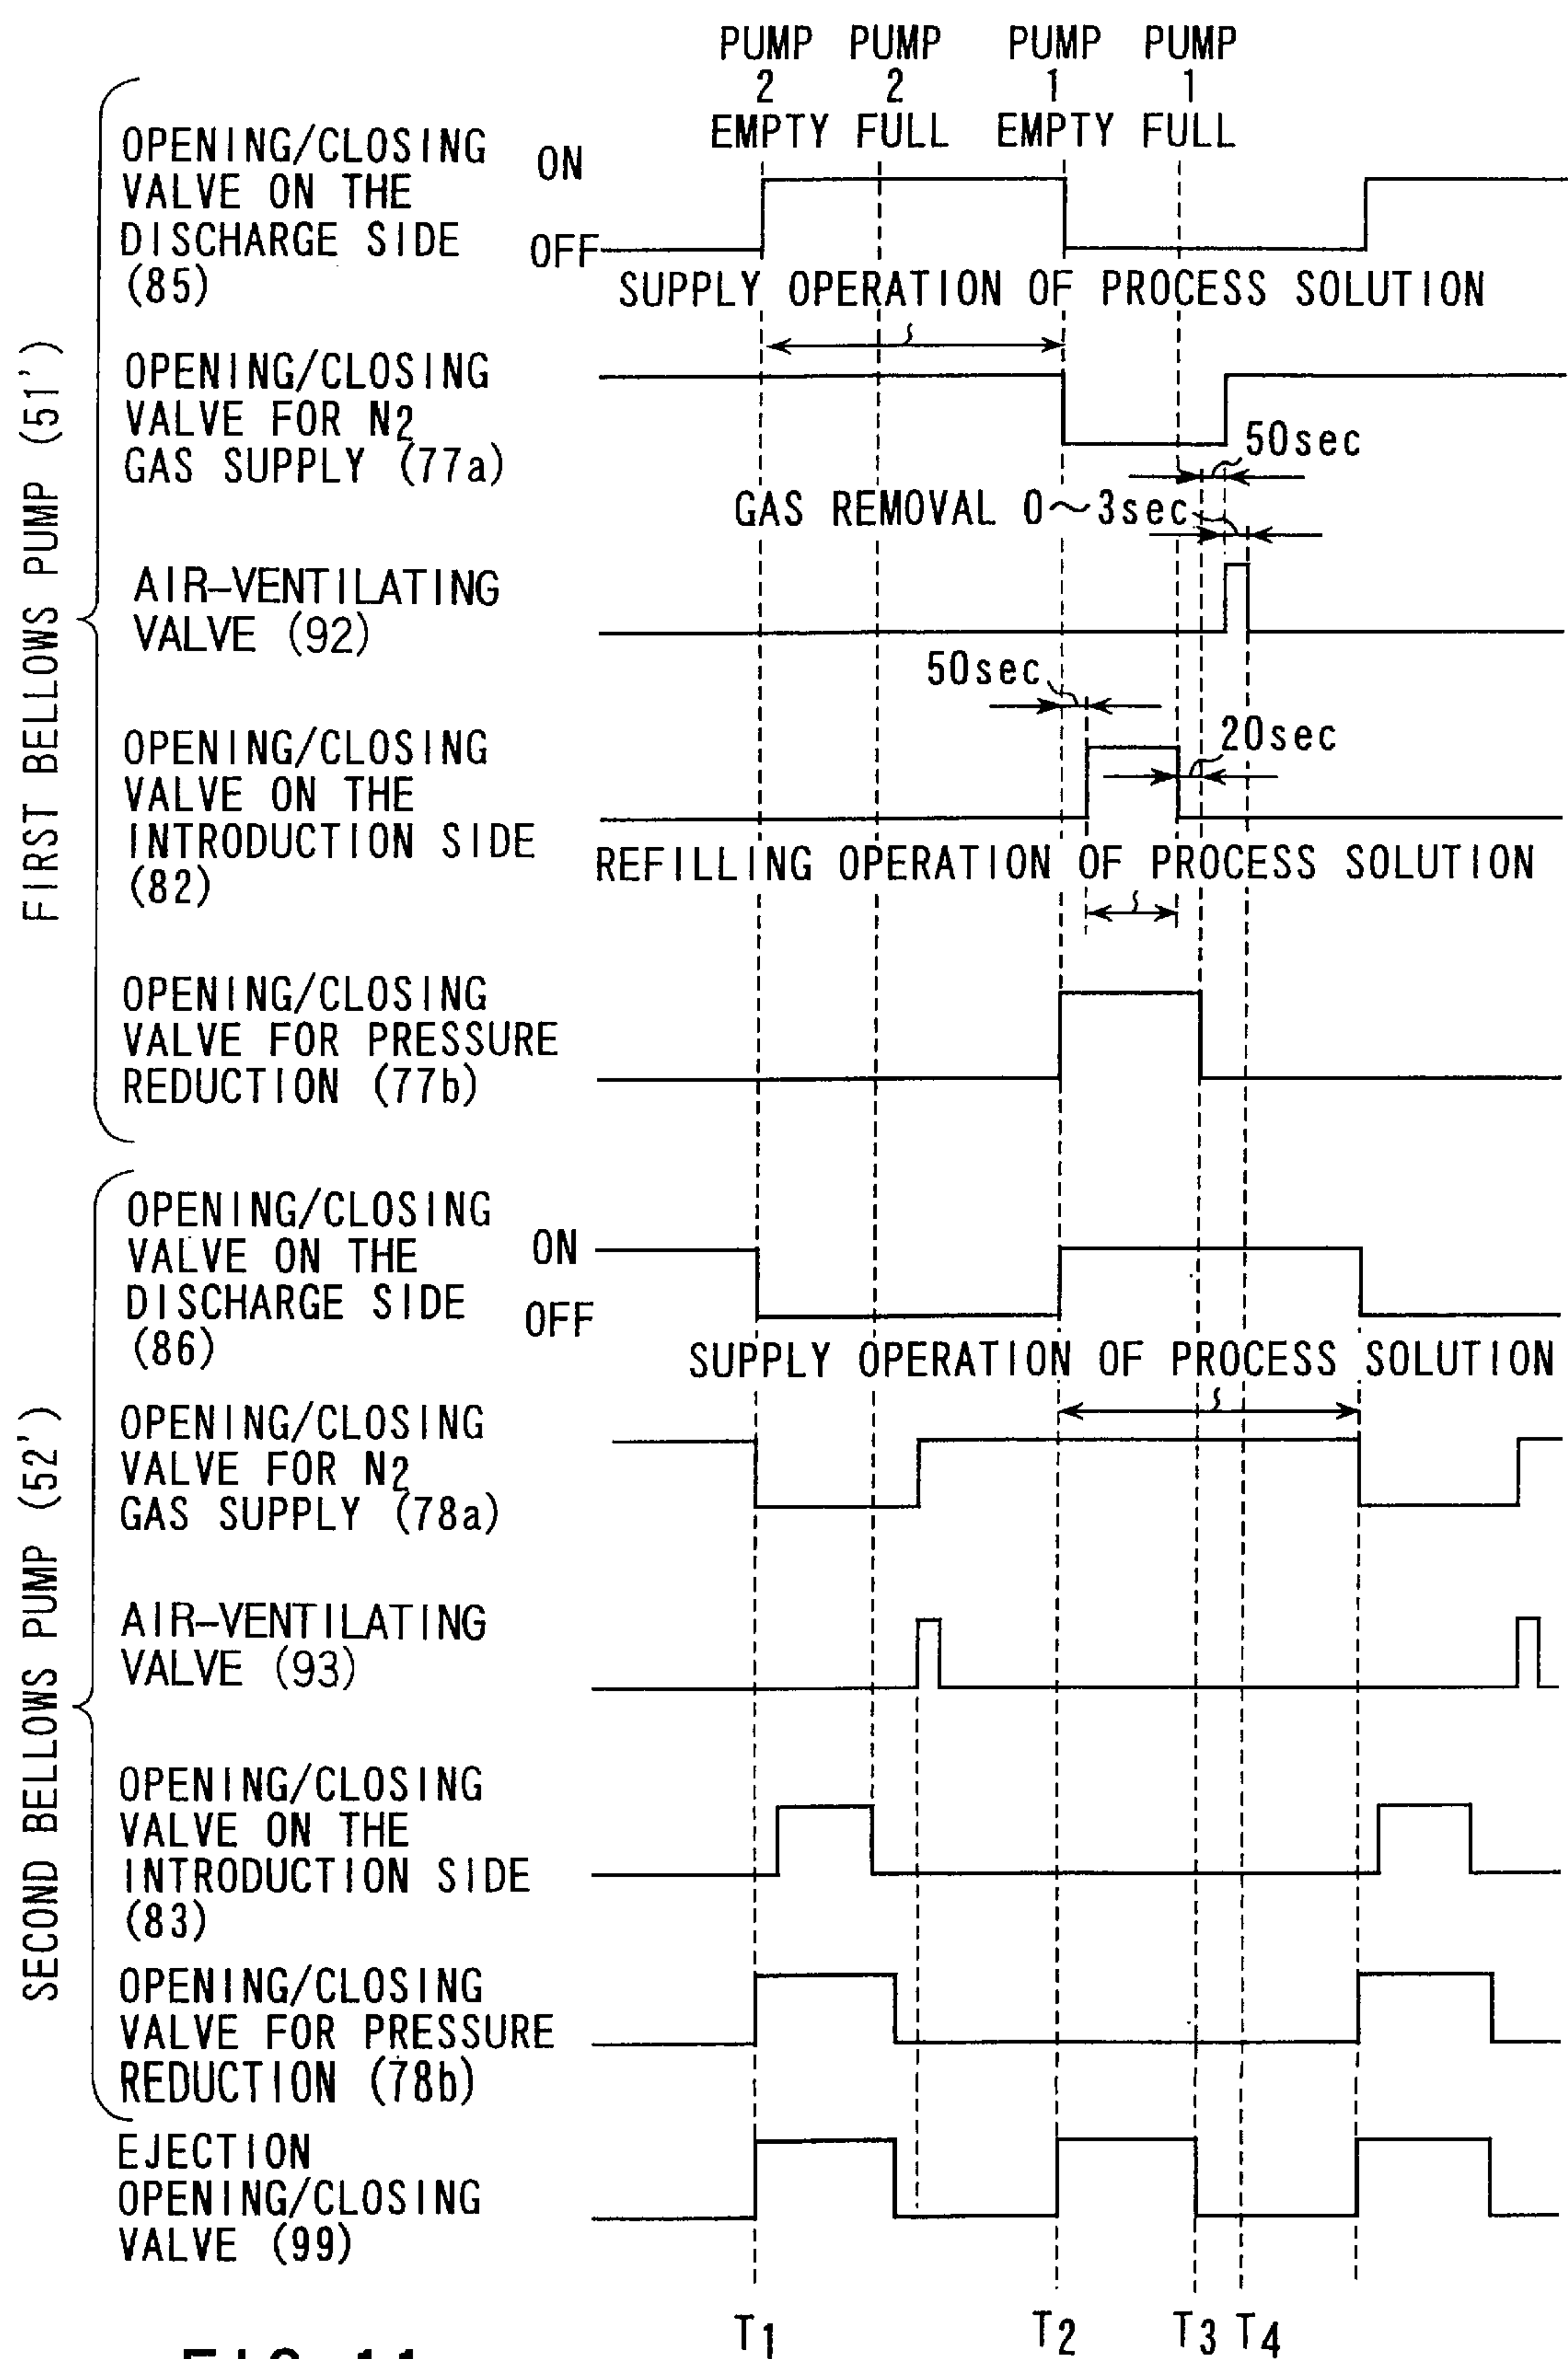 PUMP PUMP PUMP PUMP
2 2 1 1
EMPTY FULL EMPTY FULL
FIRST BELLOWS PUMP (51')
OPENING/CLOSING
VALVE ON THE
DISCHARGE SIDE
(85)
ON
OFF
SUPPLY OPERATION OF PROCESS SOLUTION
OPENING/CLOSING
VALVE FOR N2
GAS SUPPLY (77a)
50sec
GAS REMOVAL 0~3sec
AIR-VENTILATING
VALVE (92)
50sec
OPENING/CLOSING
VALVE ON THE
INTRODUCTION SIDE
(82)
20sec
REFILLING OPERATION OF PROCESS SOLUTION
OPENING/CLOSING
VALVE FOR PRESSURE
REDUCTION (77b)
SECOND BELLOWS PUMP (52')
OPENING/CLOSING
VALVE ON THE
DISCHARGE SIDE
(86)
ON
OFF
SUPPLY OPERATION OF PROCESS SOLUTION
OPENING/CLOSING
VALVE FOR N2
GAS SUPPLY (78a)
AIR-VENTILATING
VALVE (93)
OPENING/CLOSING
VALVE ON THE
INTRODUCTION SIDE
(83)
OPENING/CLOSING
VALVE FOR PRESSURE
REDUCTION (78b)
EJECTION
OPENING/CLOSING
VALVE (99)
T1 T2 T3 T4